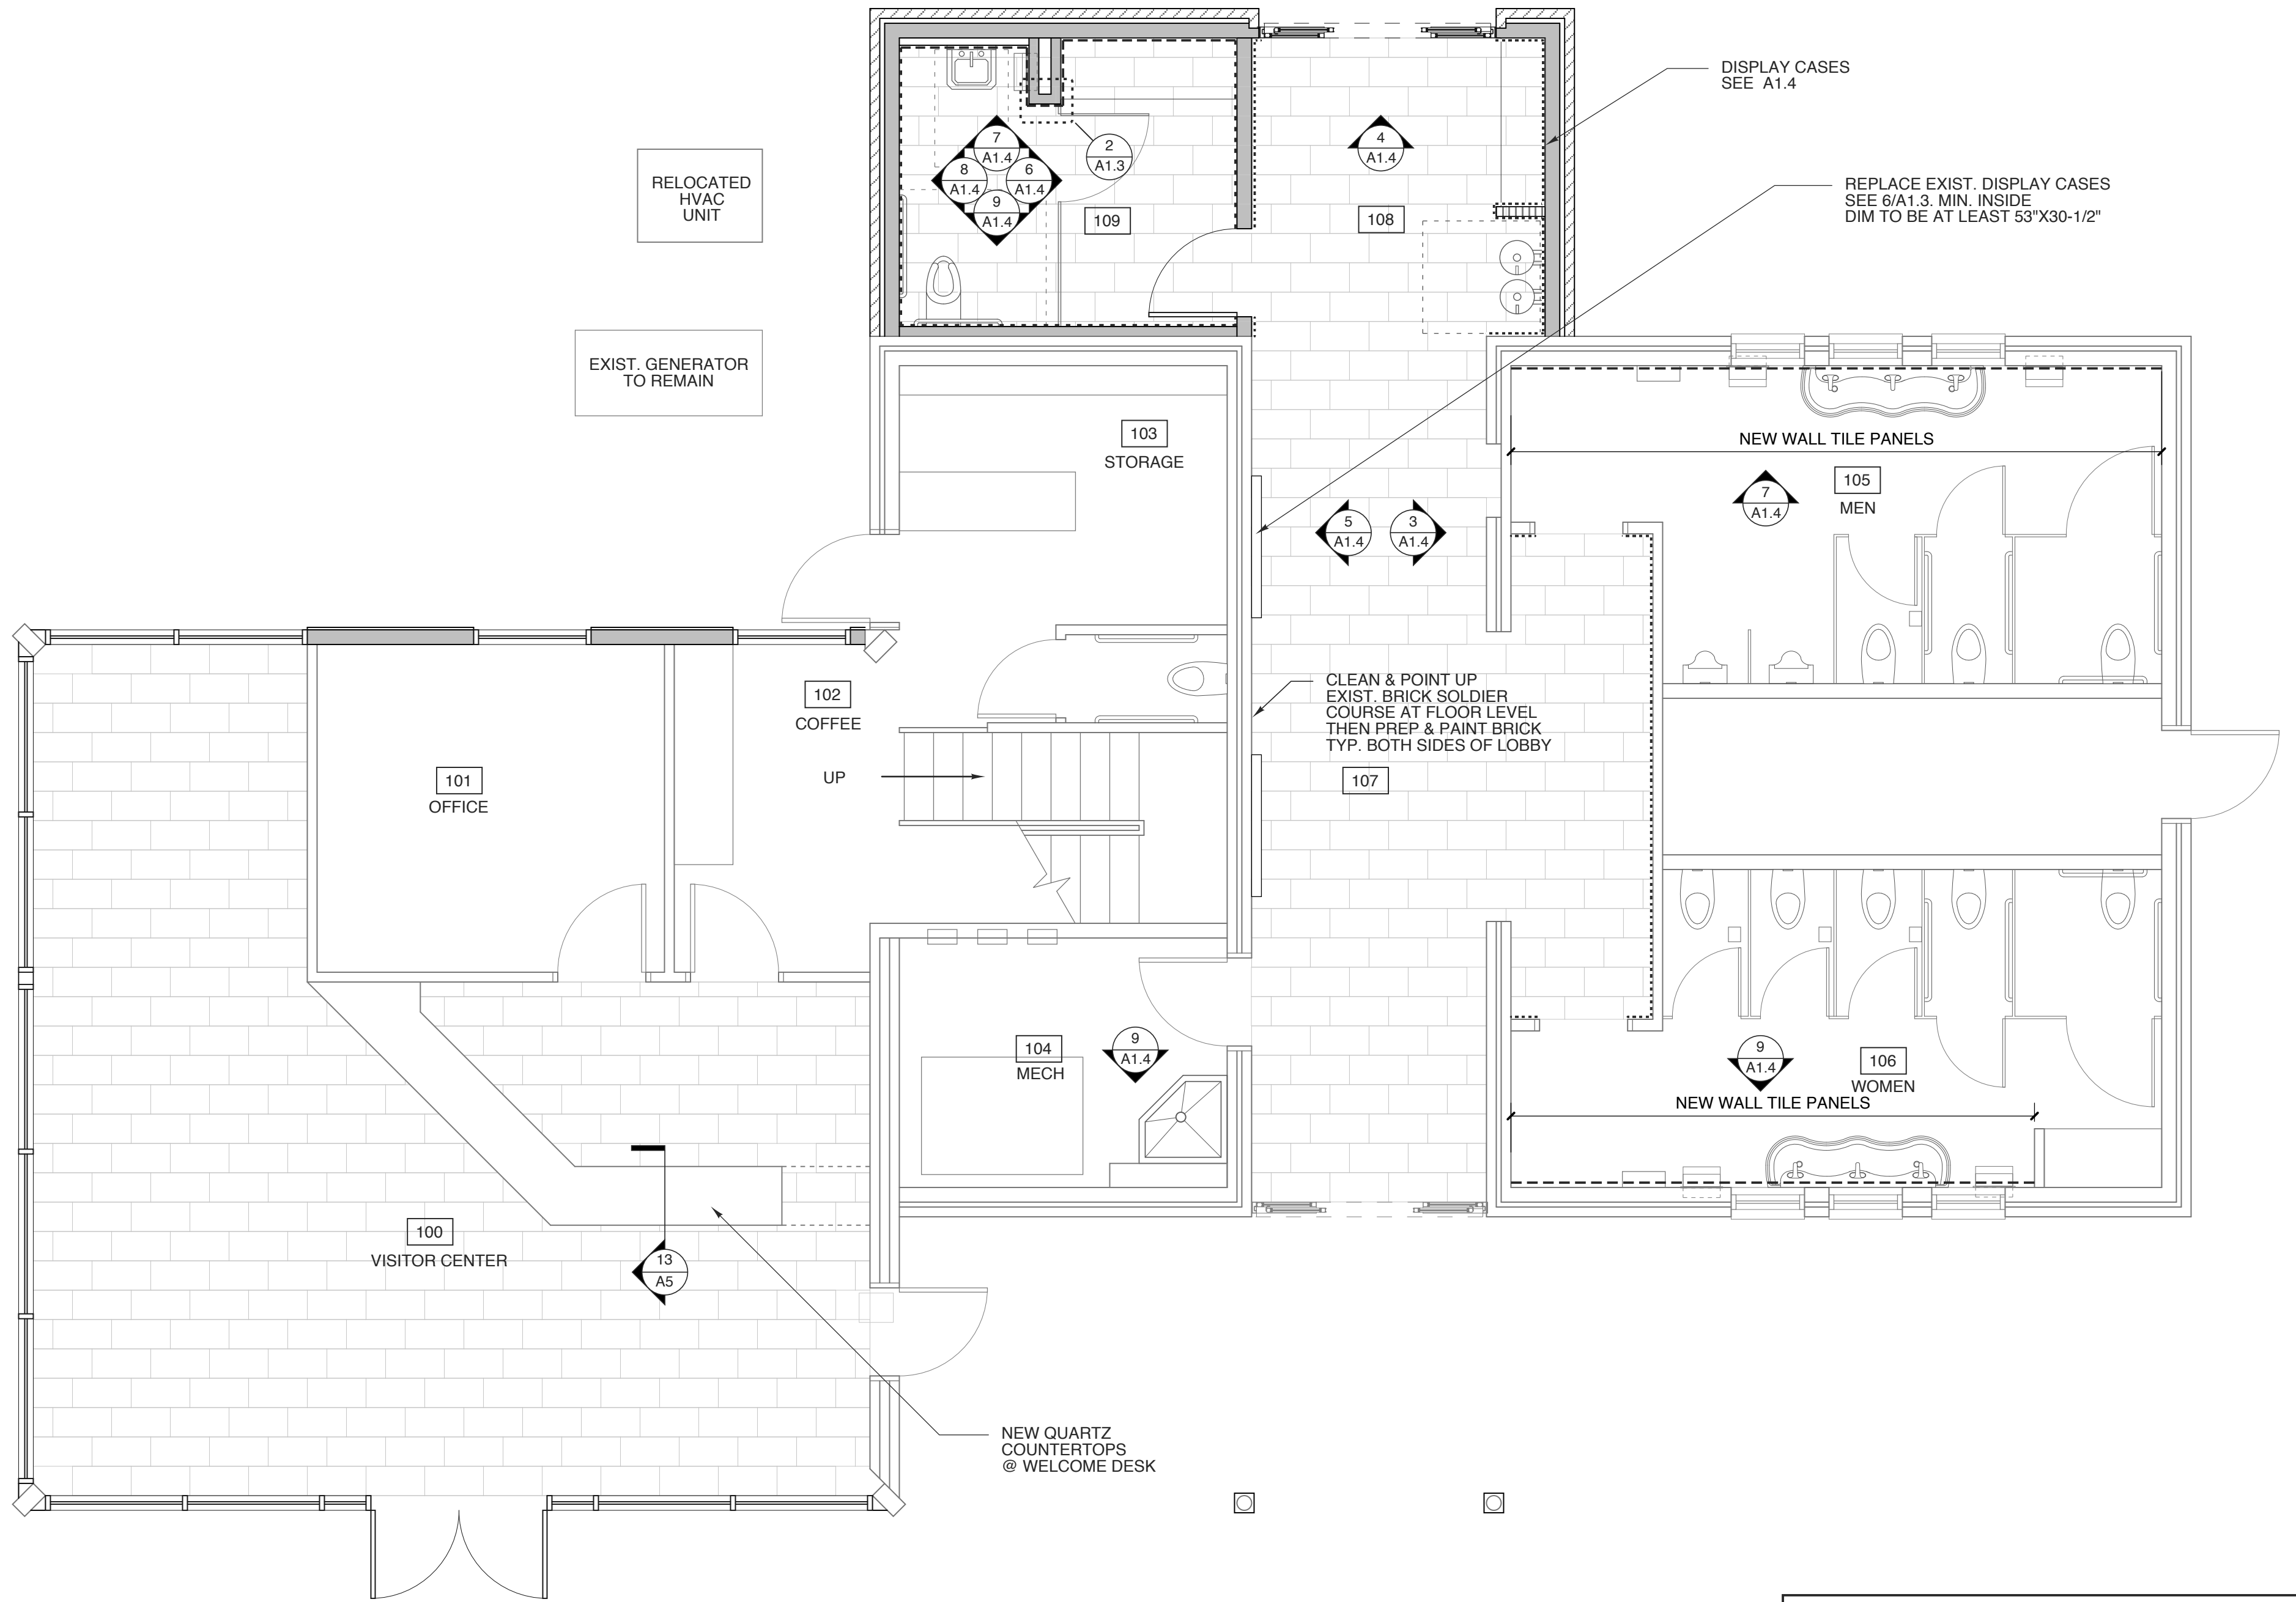 DISPLAY CASES
SEE A1.4
REPLACE EXIST. DISPLAY CASES
SEE 6/A1.3. MIN. INSIDE
DIM TO BE AT LEAST 53"X30-1/2"
RELOCATED
HVAC
UNIT
EXIST. GENERATOR
TO REMAIN
7
A1.4
8
A1.4
6
A1.4
9
A1.4
2
A1.3
109
4
A1.4
108
103
STORAGE
NEW WALL TILE PANELS
7
A1.4
105
MEN
5
A1.4
3
A1.4
102
COFFEE
UP
101
OFFICE
CLEAN & POINT UP
EXIST. BRICK SOLDIER
COURSE AT FLOOR LEVEL
THEN PREP & PAINT BRICK
TYP. BOTH SIDES OF LOBBY
107
104
MECH
9
A1.4
9
A1.4
106
WOMEN
NEW WALL TILE PANELS
100
VISITOR CENTER
13
A5
NEW QUARTZ
COUNTERTOPS
@ WELCOME DESK